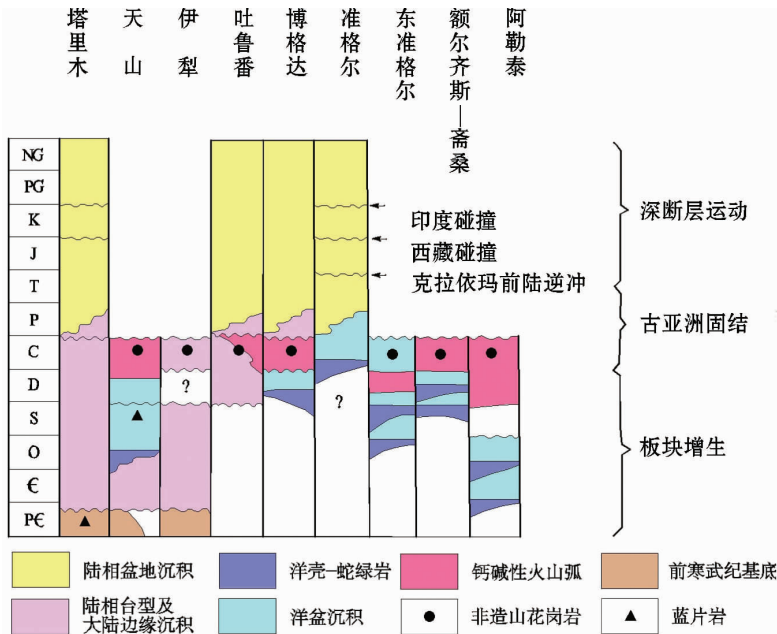 塔里木
天山
伊犁
吐鲁番
博格达
准格尔
东准格尔
额尔齐斯—斋桑
阿勒泰
NG
PG
K
J
T
P
C
D
S
O
Є
PЄ
印度碰撞
西藏碰撞
克拉依玛前陆逆冲
深断层运动
古亚洲固结
板块增生
?
?
陆相盆地沉积
洋壳-蛇绿岩
钙碱性火山弧
前寒武纪基底
陆相台型及
大陆边缘沉积
洋盆沉积
非造山花岗岩
蓝片岩